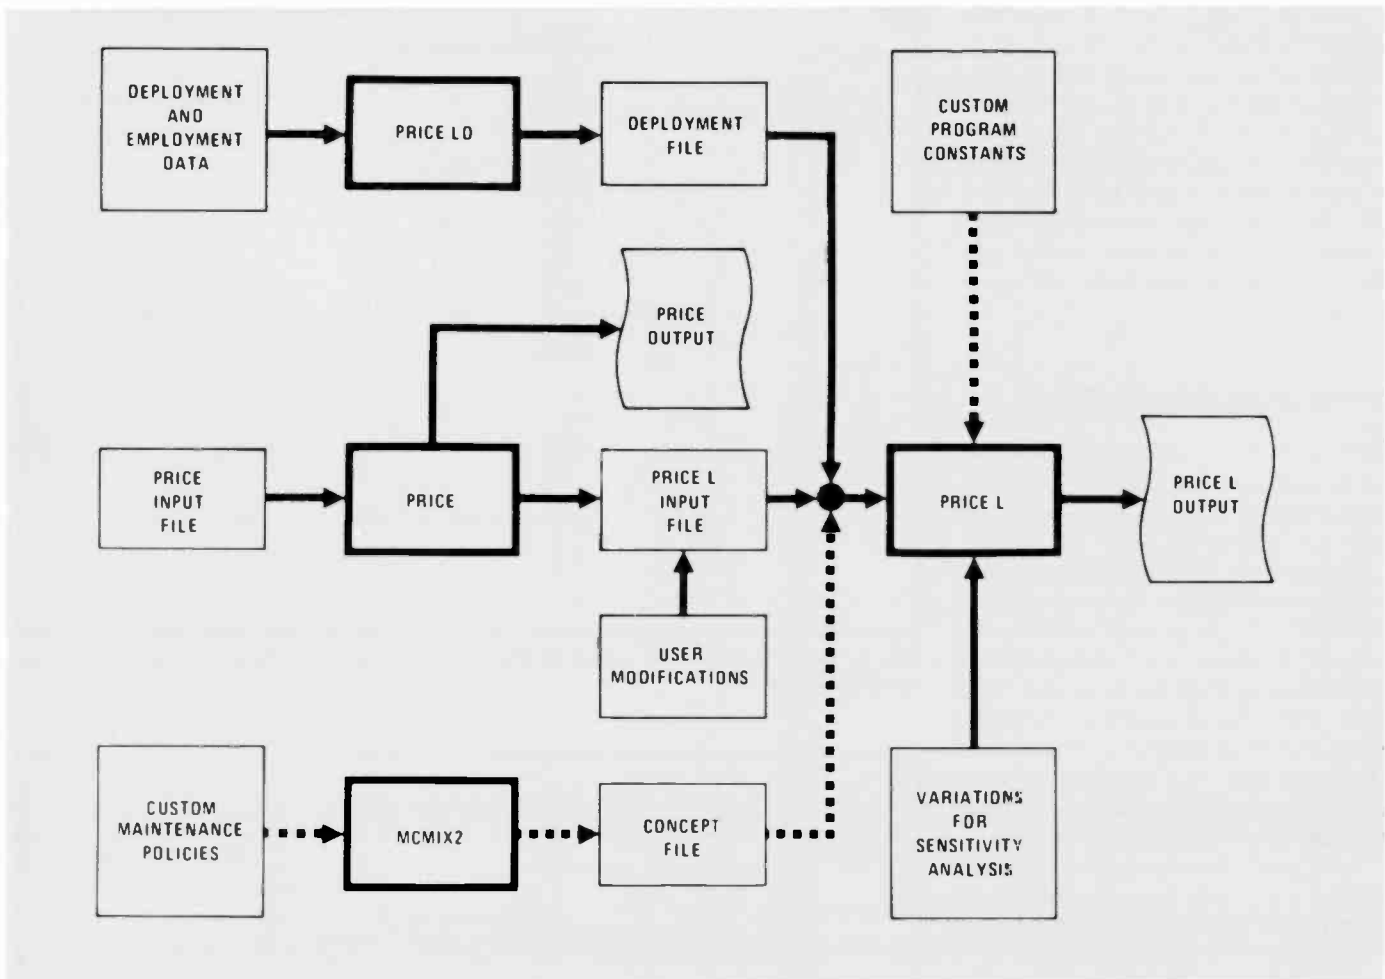 DEPLOYMENT
AND
EMPLOYMENT
DATA
PRICE LD
DEPLOYMENT
FILE
CUSTOM
PROGRAM
CONSTANTS
PRICE
OUTPUT
PRICE
INPUT
FILE
PRICE
PRICE L
INPUT
FILE
PRICE L
PRICE L
OUTPUT
USER
MODIFICATIONS
CUSTOM
MAINTENANCE
POLICIES
MCMIX2
CONCEPT
FILE
VARIATIONS
FOR
SENSITIVITY
ANALYSIS